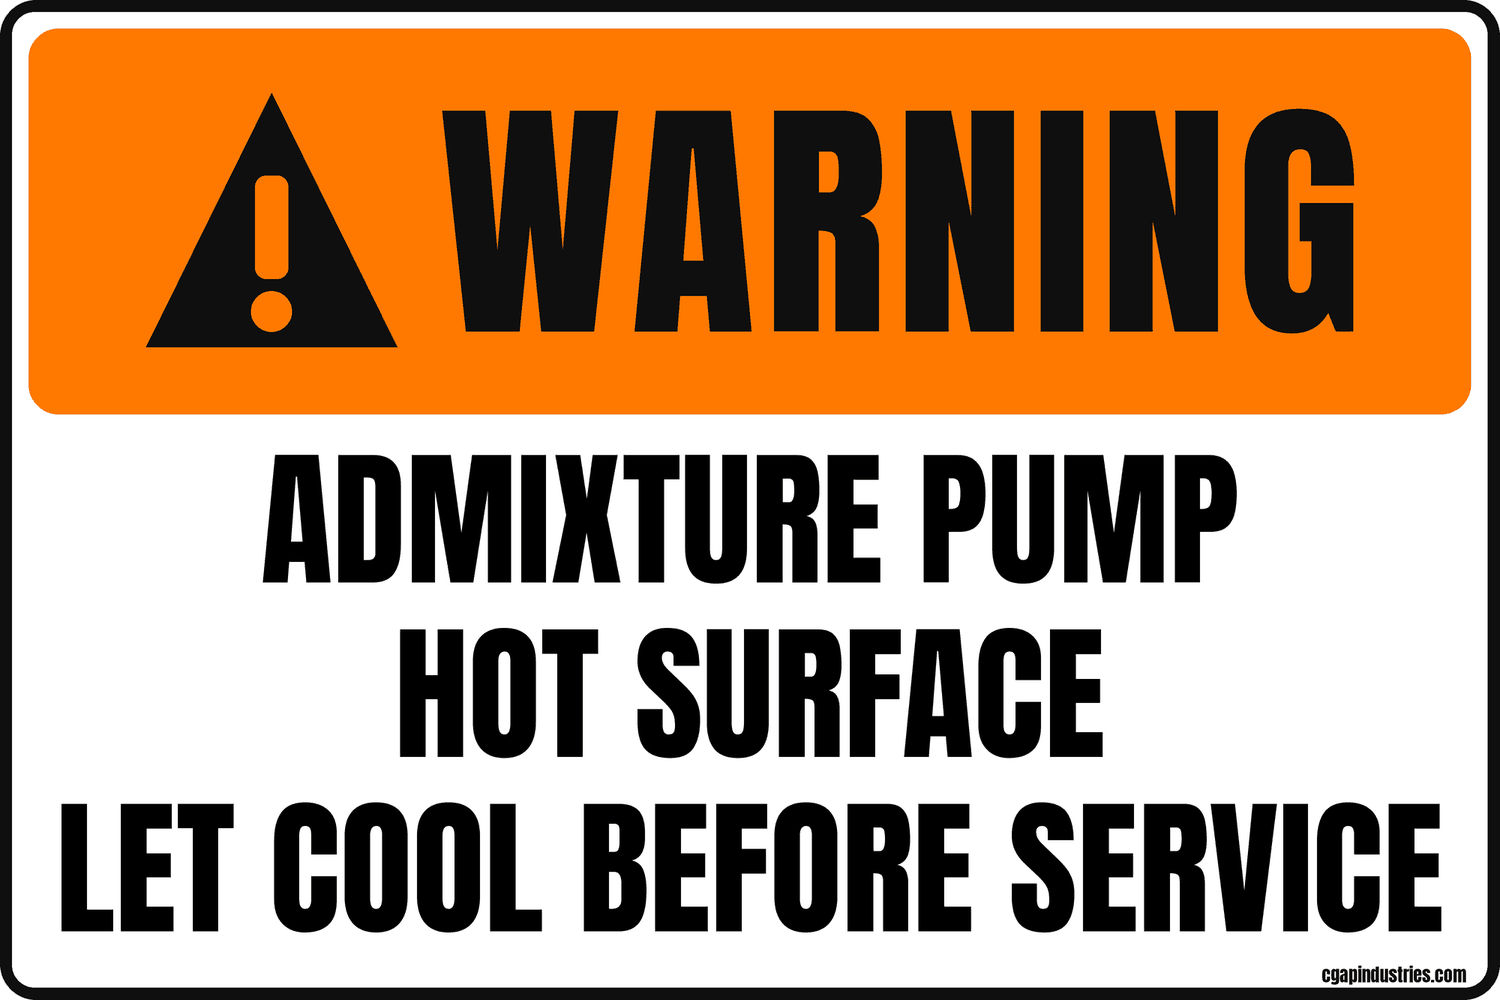 WARNING
ADMIXTURE PUMP
HOT SURFACE
LET COOL BEFORE SERVICE
cgapindustries.com